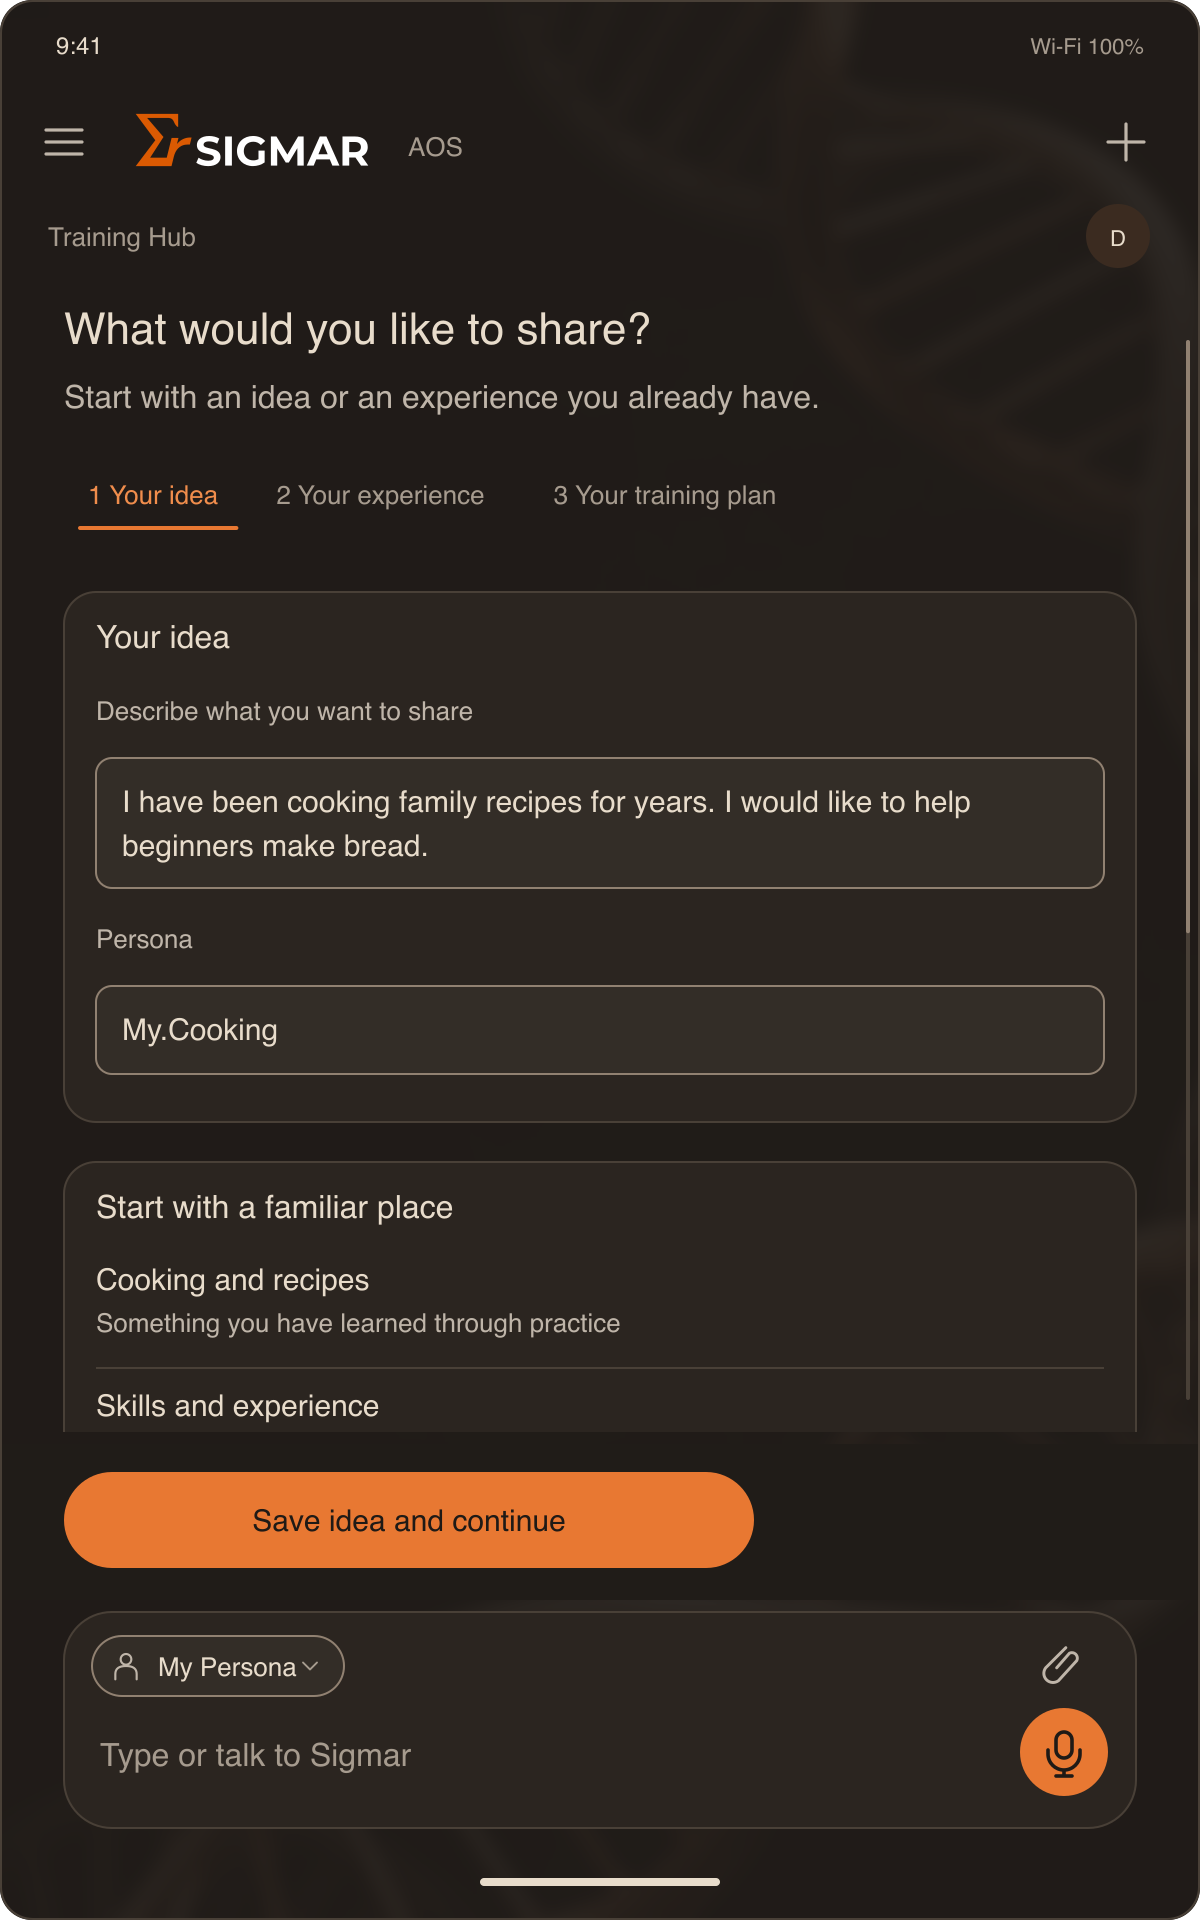 9:41
Wi-Fi 100%
Σr SIGMAR AOS
Training Hub
D
What would you like to share?
Start with an idea or an experience you already have.
1 Your idea
2 Your experience
3 Your training plan
Your idea
Describe what you want to share
I have been cooking family recipes for years. I would like to help
beginners make bread.
Persona
My.Cooking
Start with a familiar place
Cooking and recipes
Something you have learned through practice
Skills and experience
Save idea and continue
My Persona
Type or talk to Sigmar